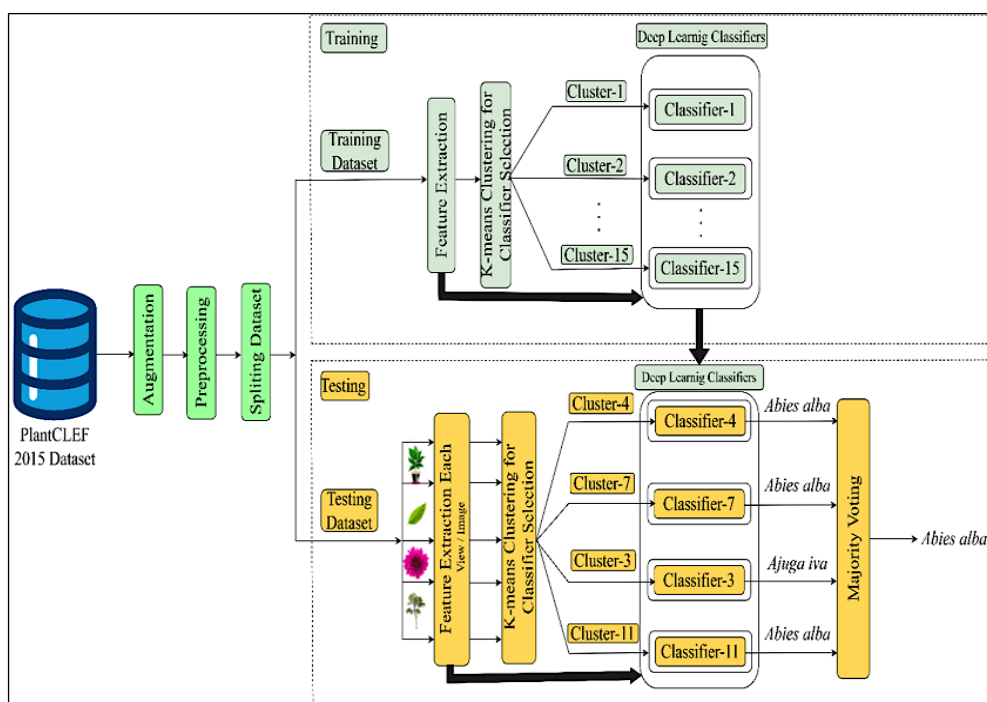 Training
Deep Learnig Classifiers
Training
Dataset
Feature Extraction
K-means Clustering for
Classifier Selection
Cluster-1
Classifier-1
Cluster-2
Classifier-2
Cluster-15
Classifier-15
PlantCLEF
2015 Dataset
Augmentation
Preprocessing
Spliting Dataset
Testing
Deep Learnig Classifiers
Testing
Dataset
Feature Extraction Each
View / Image
K-means Clustering for
Classifier Selection
Cluster-4
Classifier-4
Abies alba
Cluster-7
Classifier-7
Abies alba
Cluster-3
Classifier-3
Ajuga iva
Cluster-11
Classifier-11
Abies alba
Majority Voting
Abies alba